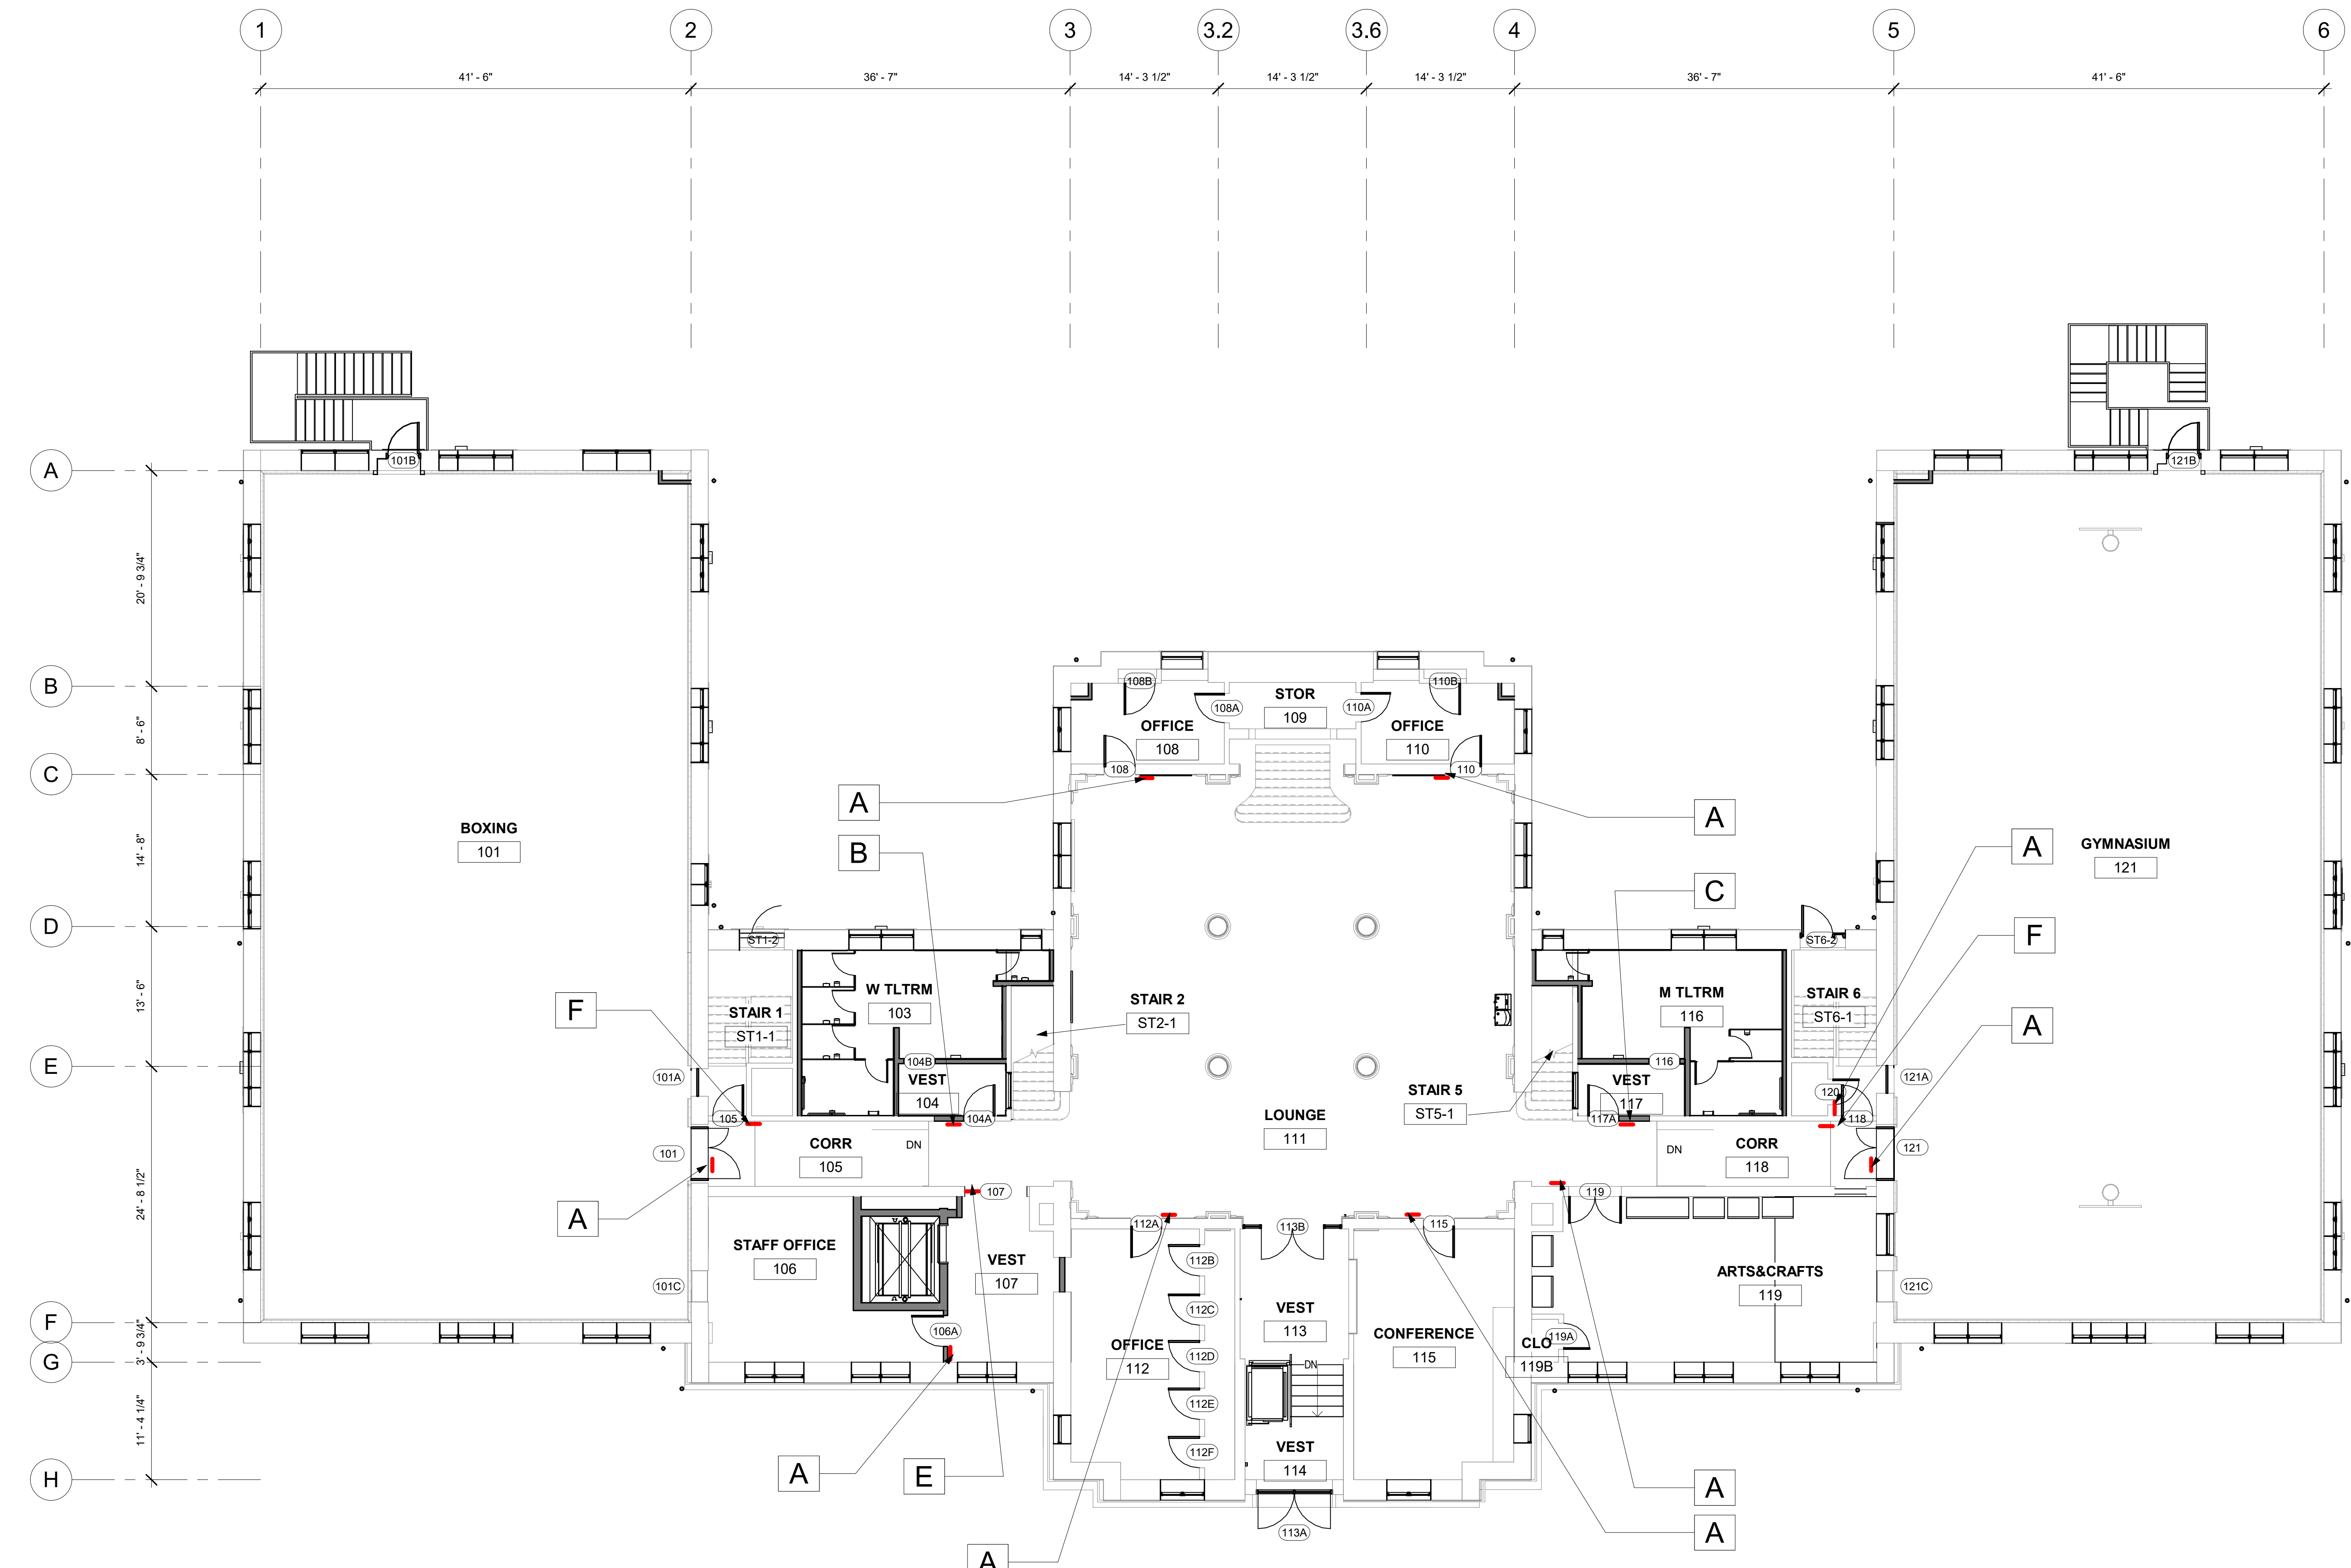 1 2 3 3.2 3.6 4 5 6
41' - 6" 36' - 7" 14' - 3 1/2" 14' - 3 1/2" 14' - 3 1/2" 36' - 7" 41' - 6"
A
101B
121B
20' - 9 3/4"
B
108B
108A
STOR
109
110A
110B
8' - 6"
OFFICE
108
OFFICE
110
C
108
110
A
A
14' - 8"
BOXING
101
B
A
GYMNASIUM
121
C
D
ST1-2
ST6-2
F
13' - 6"
F
STAIR 1
ST1-1
W TLTRM
103
STAIR 2
ST2-1
M TLTRM
116
STAIR 6
ST6-1
A
E
101A
104B
VEST
104
104A
105
STAIR 5
ST5-1
116
VEST
117
117A
120
118
121A
LOUNGE
111
101
CORR
105
DN
DN
CORR
118
121
24' - 8 1/2"
A
107
112A
113B
115
119
STAFF OFFICE
106
VEST
107
112B
ARTS&CRAFTS
119
101C
121C
112C
VEST
113
F
106A
3' - 9 3/4"
G
OFFICE
112
112D
CONFERENCE
115
CLO
119B
119A
DN
112E
11' - 4 1/4"
112F
VEST
114
H
A
E
A
113A
A
A